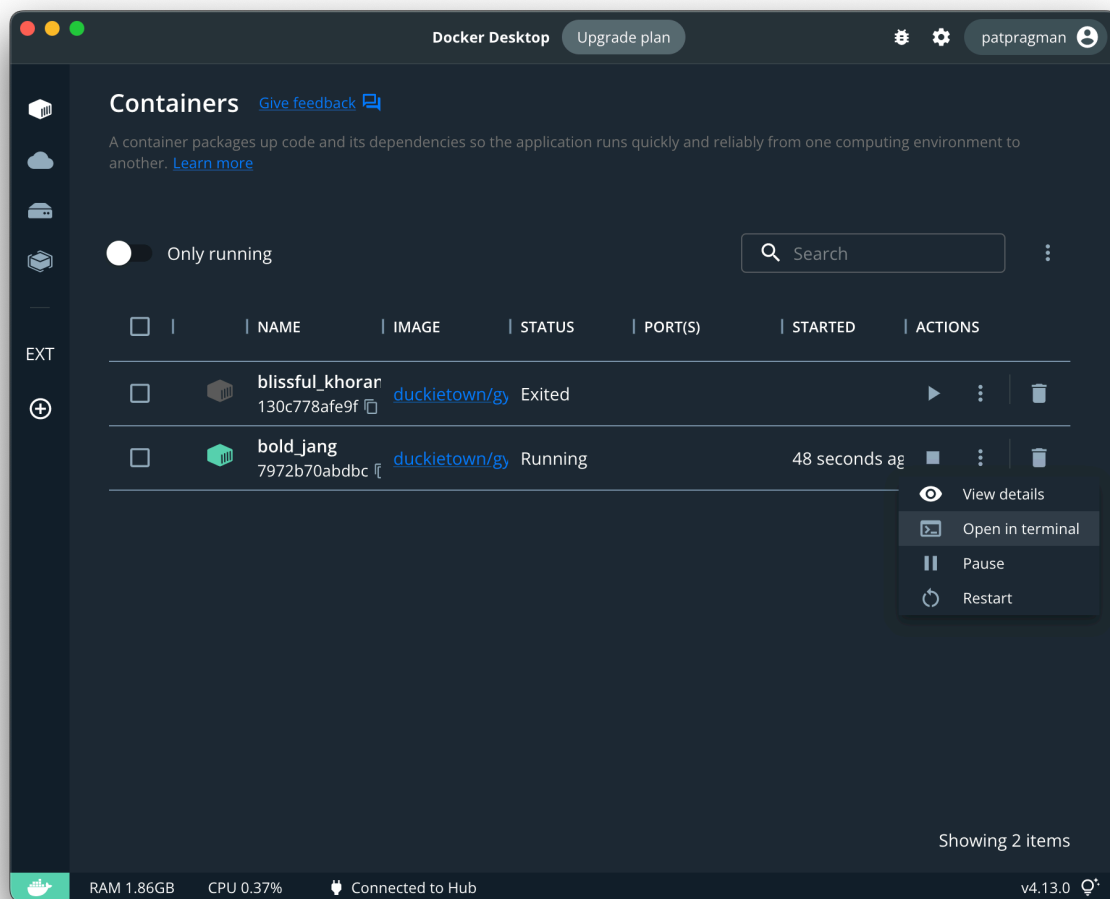 Docker Desktop Upgrade plan patpragman
Containers Give feedback
A container packages up code and its dependencies so the application runs quickly and reliably from one computing environment to
another. Learn more
Only running Search
NAME IMAGE STATUS PORT(S) STARTED ACTIONS
EXT
blissful_khoran
130c778afe9f
duckietown/gy Exited
bold_jang
7972b70abdbc
duckietown/gy Running 48 seconds ag
View details
Open in terminal
Pause
Restart
Showing 2 items
RAM 1.86GB CPU 0.37% Connected to Hub v4.13.0